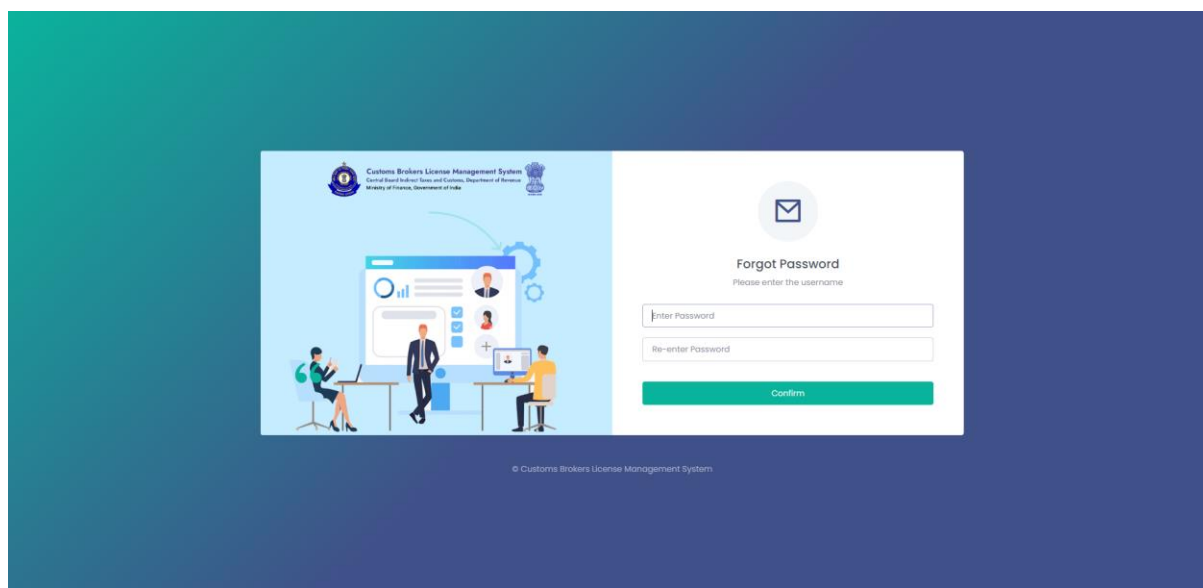 Customs Brokers License Management System
Central Board Indirect Taxes and Customs, Department of Revenue
Ministry of Finance, Government of India
Forgot Password
Please enter the username
Enter Password
Re-enter Password
Confirm
© Customs Brokers License Management System